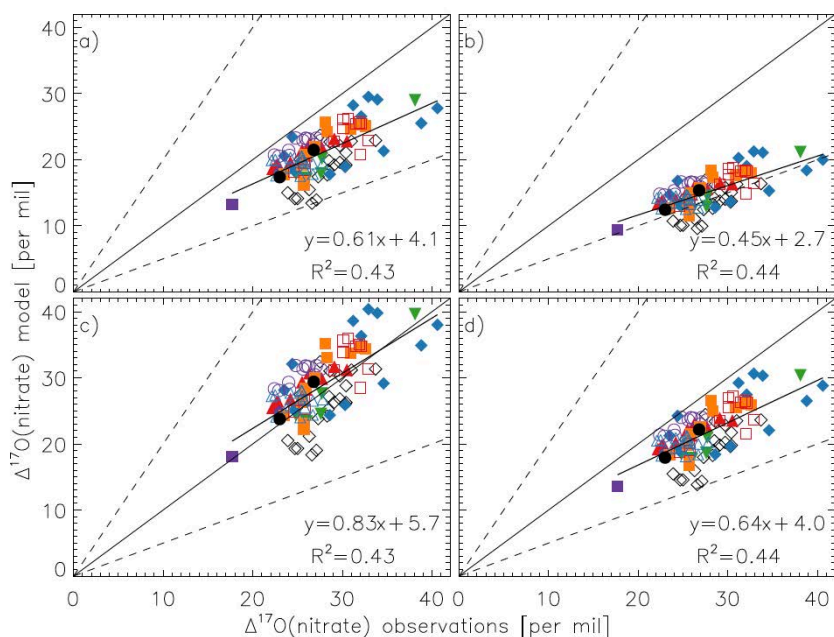 40
a)
b)
30
20
10
y=0.61x+4.1
y=0.45x+2.7
R²=0.43
R²=0.44
0
40
c)
d)
30
20
10
y=0.83x+5.7
y=0.64x+4.0
R²=0.43
R²=0.44
0
0 10 20 30 40 0 10 20 30 40
Δ¹⁷O(nitrate) model [per mil]
Δ¹⁷O(nitrate) observations [per mil]